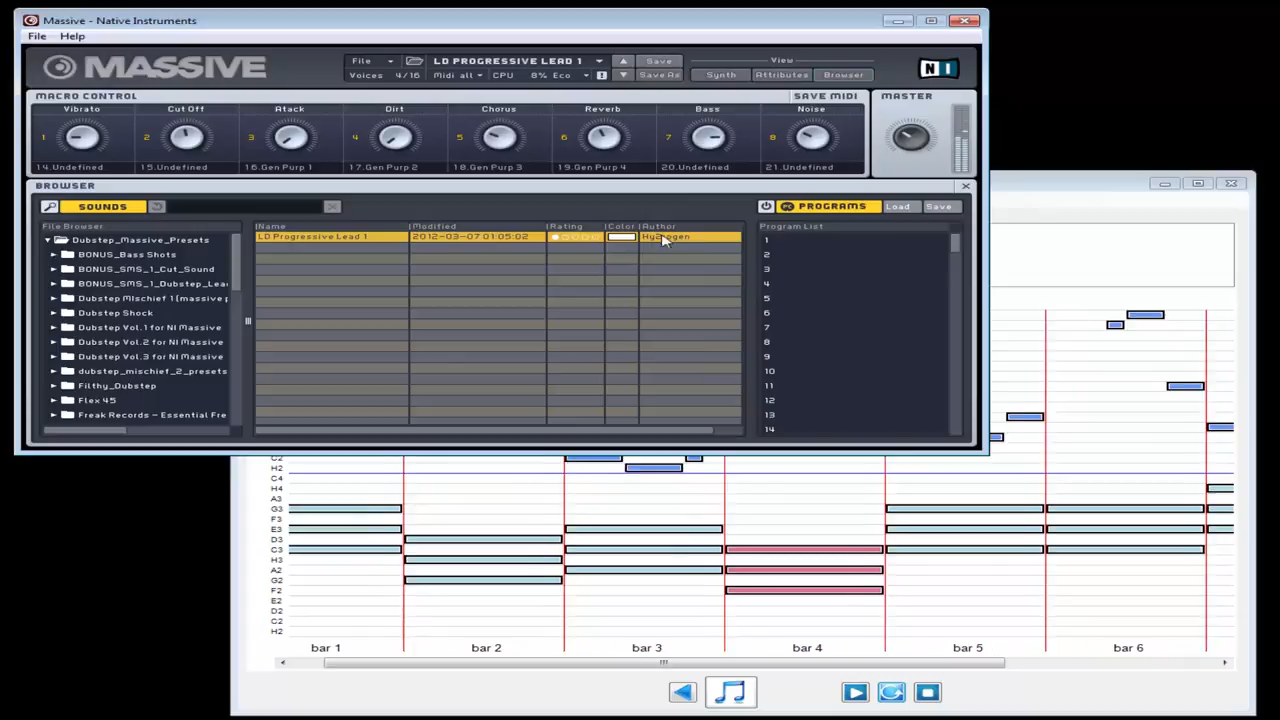 Massive - Native Instruments
File Help
MASSIVE
File LD PROGRESSIVE LEAD 1 Save View
Voices 4/16 Midi all CPU 8% Eco Save As Synth Attributes Browser
NI
MACRO CONTROL SAVE MIDI MASTER
Vibrato Cut Off Atack Dirt Chorus Reverb Bass Noise
1 2 3 4 5 6 7 8
14.Undefined 15.Undefined 16.Gen Purp 1 17.Gen Purp 2 18.Gen Purp 3 19.Gen Purp 4 20.Undefined 21.Undefined
BROWSER
SOUNDS PROGRAMS Load Save
File Browser Name Modified Rating Color Author Program List
LD Progressive Lead 1 2012-03-07 01:05:02
Dubstep_Massive_Presets
BONUS_Bass Shots
BONUS_SMS_1_Cut_Sound
BONUS_SMS_1_Dubstep_Lea
Dubstep MIschief 1 (massive p
Dubstep Shock
Dubstep Vol.1 for NI Massive
Dubstep Vol.2 for NI Massive
Dubstep Vol.3 for NI Massive
dubstep_mischief_2_presets
Filthy_Dubstep
Flex 45
Freak Records - Essential Fre
1
2
3
4
5
6
7
8
9
10
11
12
13
14
C2
H2
C4
H4
A3
G3
F3
E3
D3
C3
H3
A2
G2
F2
E2
D2
C2
H2
bar 1 bar 2 bar 3 bar 4 bar 5 bar 6